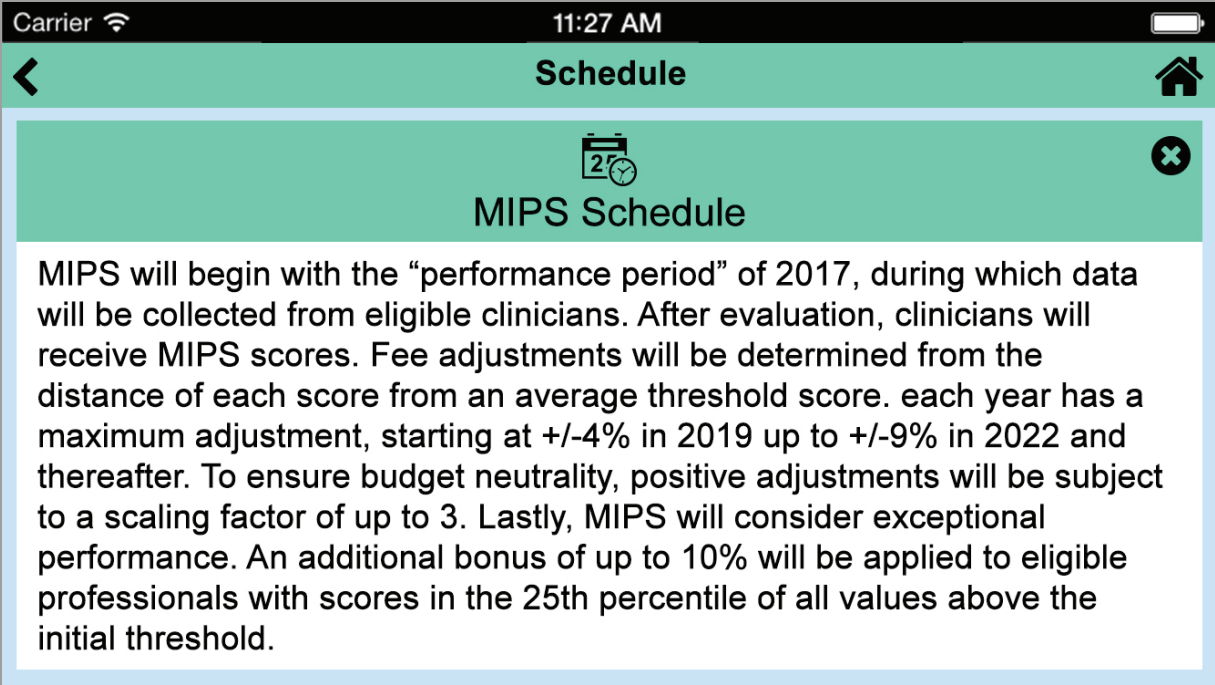 Carrier 11:27 AM
Schedule
25
MIPS Schedule
MIPS will begin with the “performance period” of 2017, during which data
will be collected from eligible clinicians. After evaluation, clinicians will
receive MIPS scores. Fee adjustments will be determined from the
distance of each score from an average threshold score. each year has a
maximum adjustment, starting at +/-4% in 2019 up to +/-9% in 2022 and
thereafter. To ensure budget neutrality, positive adjustments will be subject
to a scaling factor of up to 3. Lastly, MIPS will consider exceptional
performance. An additional bonus of up to 10% will be applied to eligible
professionals with scores in the 25th percentile of all values above the
initial threshold.